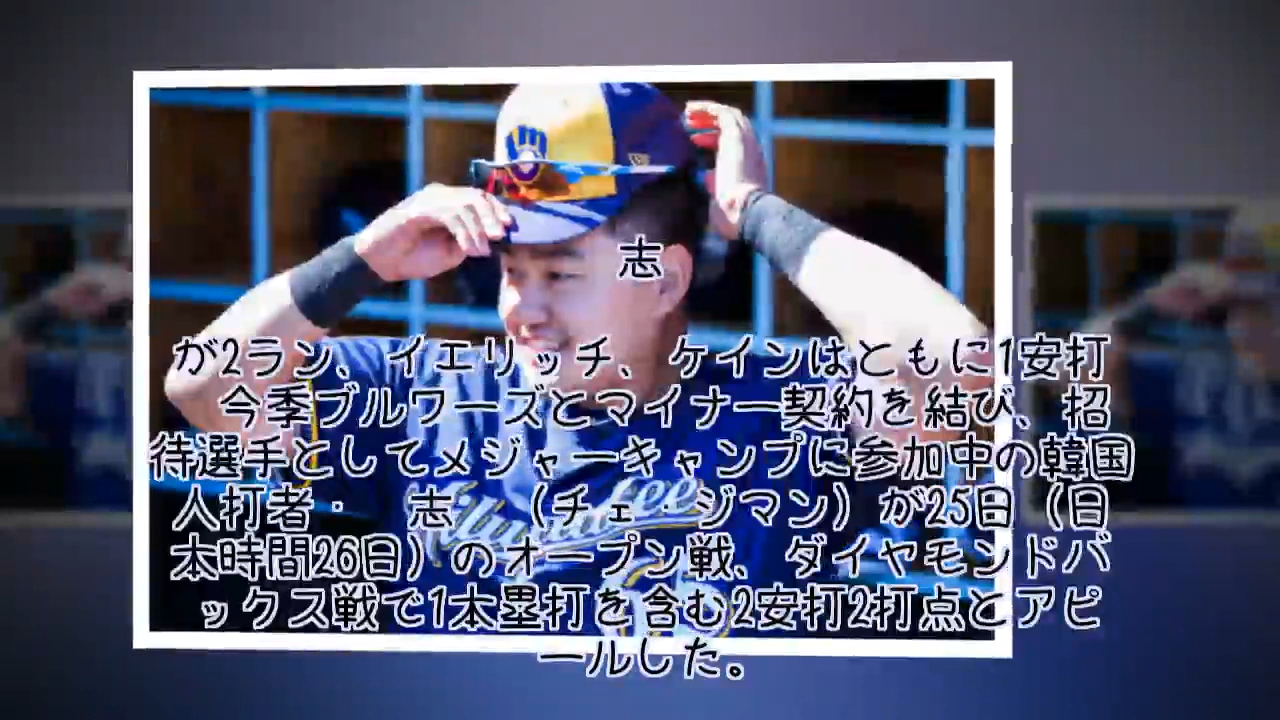 志
が2ラン、イエリッチ、ケインはともに1安打
今季ブルワーズとマイナー契約を結び、招
待選手としてメジャーキャンプに参加中の韓国
人打者・ 志 (チェ・ジマン)が25日(日
本時間26日)のオープン戦、ダイヤモンドバ
ックス戦で1本塁打を含む2安打2打点とアピ
ールした。
Milwaukee